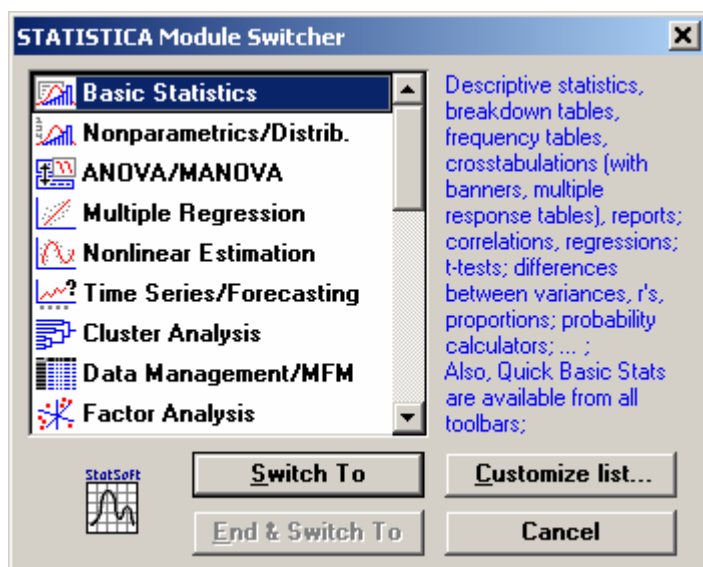 STATISTICA Module Switcher
Basic Statistics
Nonparametrics/Distrib.
ANOVA/MANOVA
Multiple Regression
Nonlinear Estimation
Time Series/Forecasting
Cluster Analysis
Data Management/MFM
Factor Analysis
Descriptive statistics,
breakdown tables,
frequency tables,
crosstabulations (with
banners, multiple
response tables), reports;
correlations, regressions;
t-tests; differences
between variances, r's,
proportions; probability
calculators; ... ;
Also, Quick Basic Stats
are available from all
toolbars;
StatSoft
Switch To
Customize list...
End & Switch To
Cancel